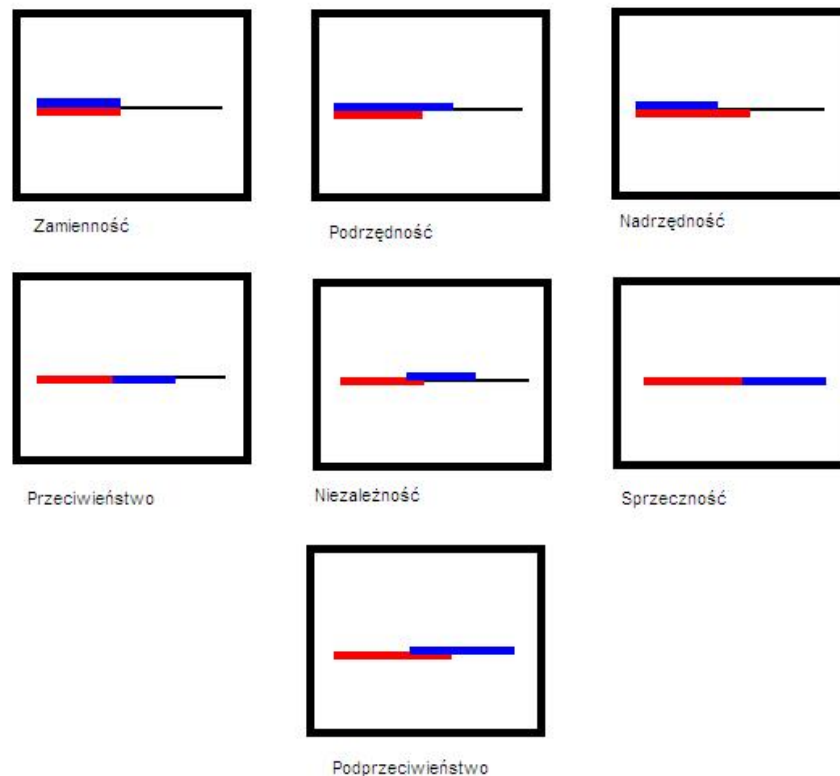 Zamienność
Podrzędność
Nadrzędność
Przeciwieństwo
Niezależność
Sprzeczność
Podprzeciwieństwo